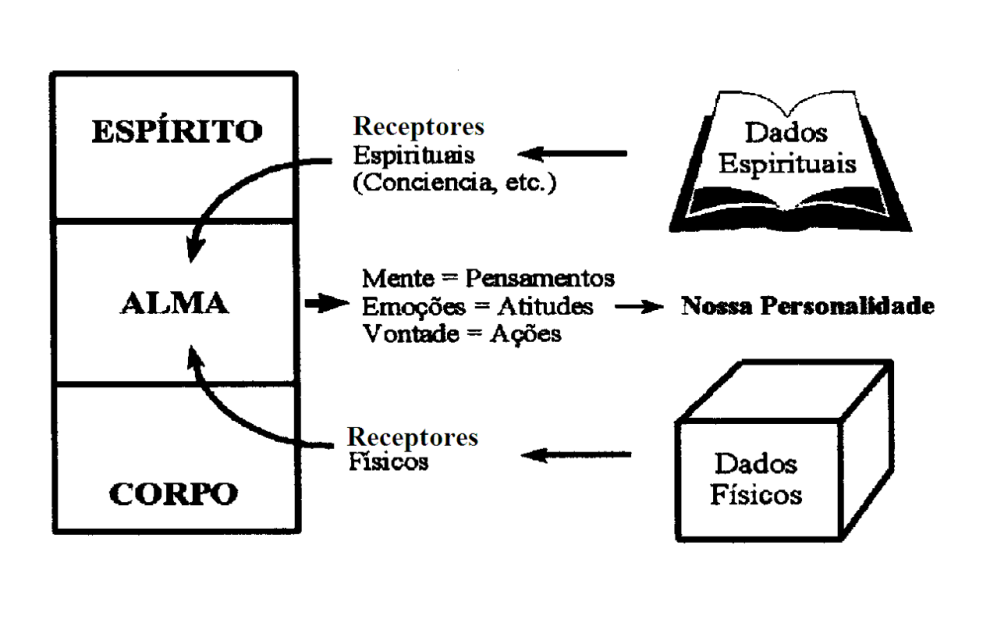 ESPÍRITO
Receptores
Espirituais
(Conciencia, etc.)
Dados
Espirituais
ALMA
Mente = Pensamentos
Emoções = Atitudes
Vontade = Ações
Nossa Personalidade
CORPO
Receptores
Físicos
Dados
Físicos